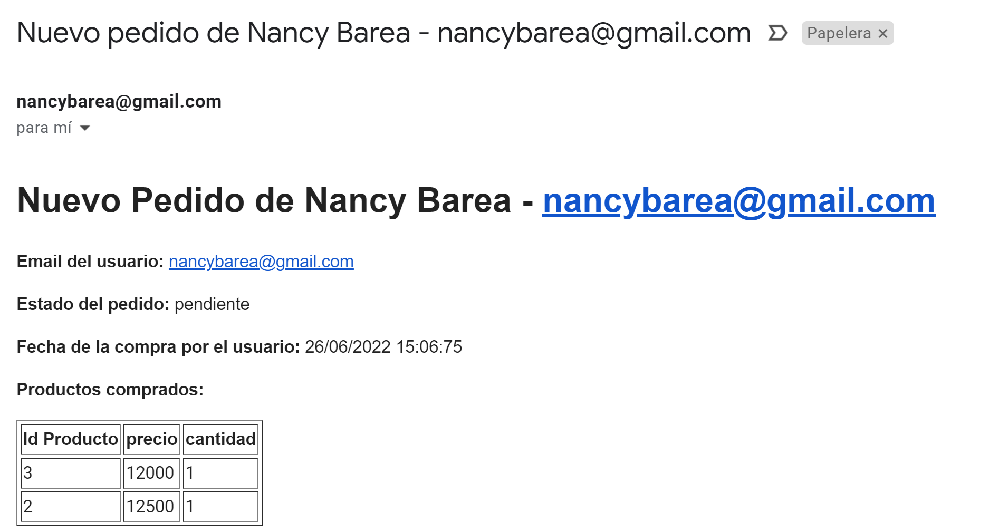 Nuevo pedido de Nancy Barea - nancybarea@gmail.com Papelera ×
nancybarea@gmail.com
para mí
Nuevo Pedido de Nancy Barea - nancybarea@gmail.com
Email del usuario: nancybarea@gmail.com
Estado del pedido: pendiente
Fecha de la compra por el usuario: 26/06/2022 15:06:75
Productos comprados:
Id Producto precio cantidad
3 12000 1
2 12500 1